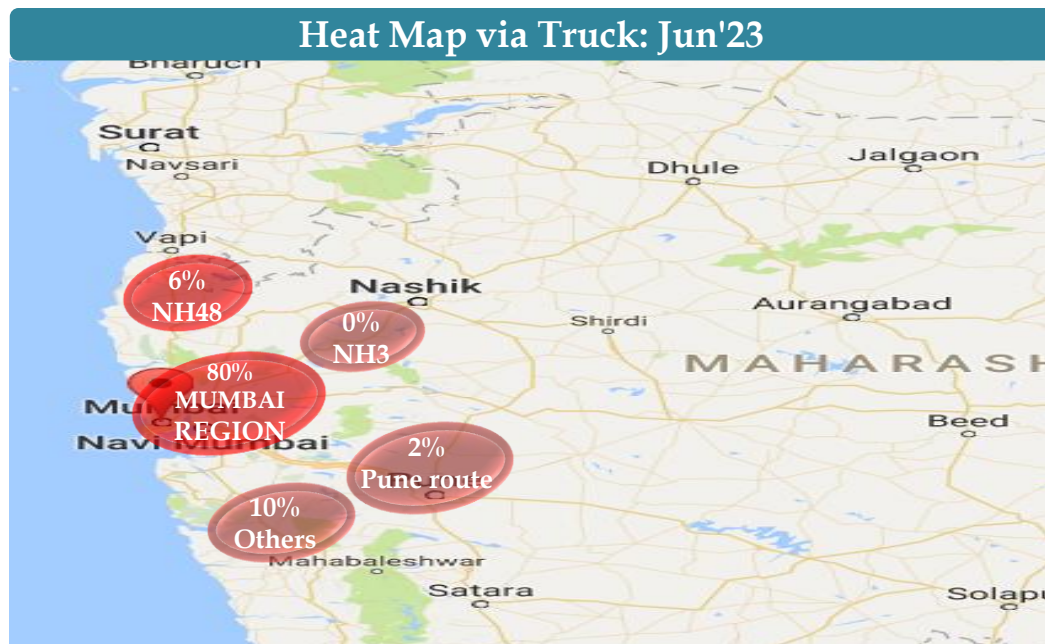 Heat Map via Truck: Jun'23
Bharuch
Surat
Navsari
Dhule
Jalgaon
Vapi
6%
NH48
Nashik
Aurangabad
0%
NH3
Shirdi
MAHARASH
80%
MUMBAI
REGION
Mumbai
Navi Mumbai
Beed
2%
Pune route
10%
Others
Mahabaleshwar
Satara
Solapu